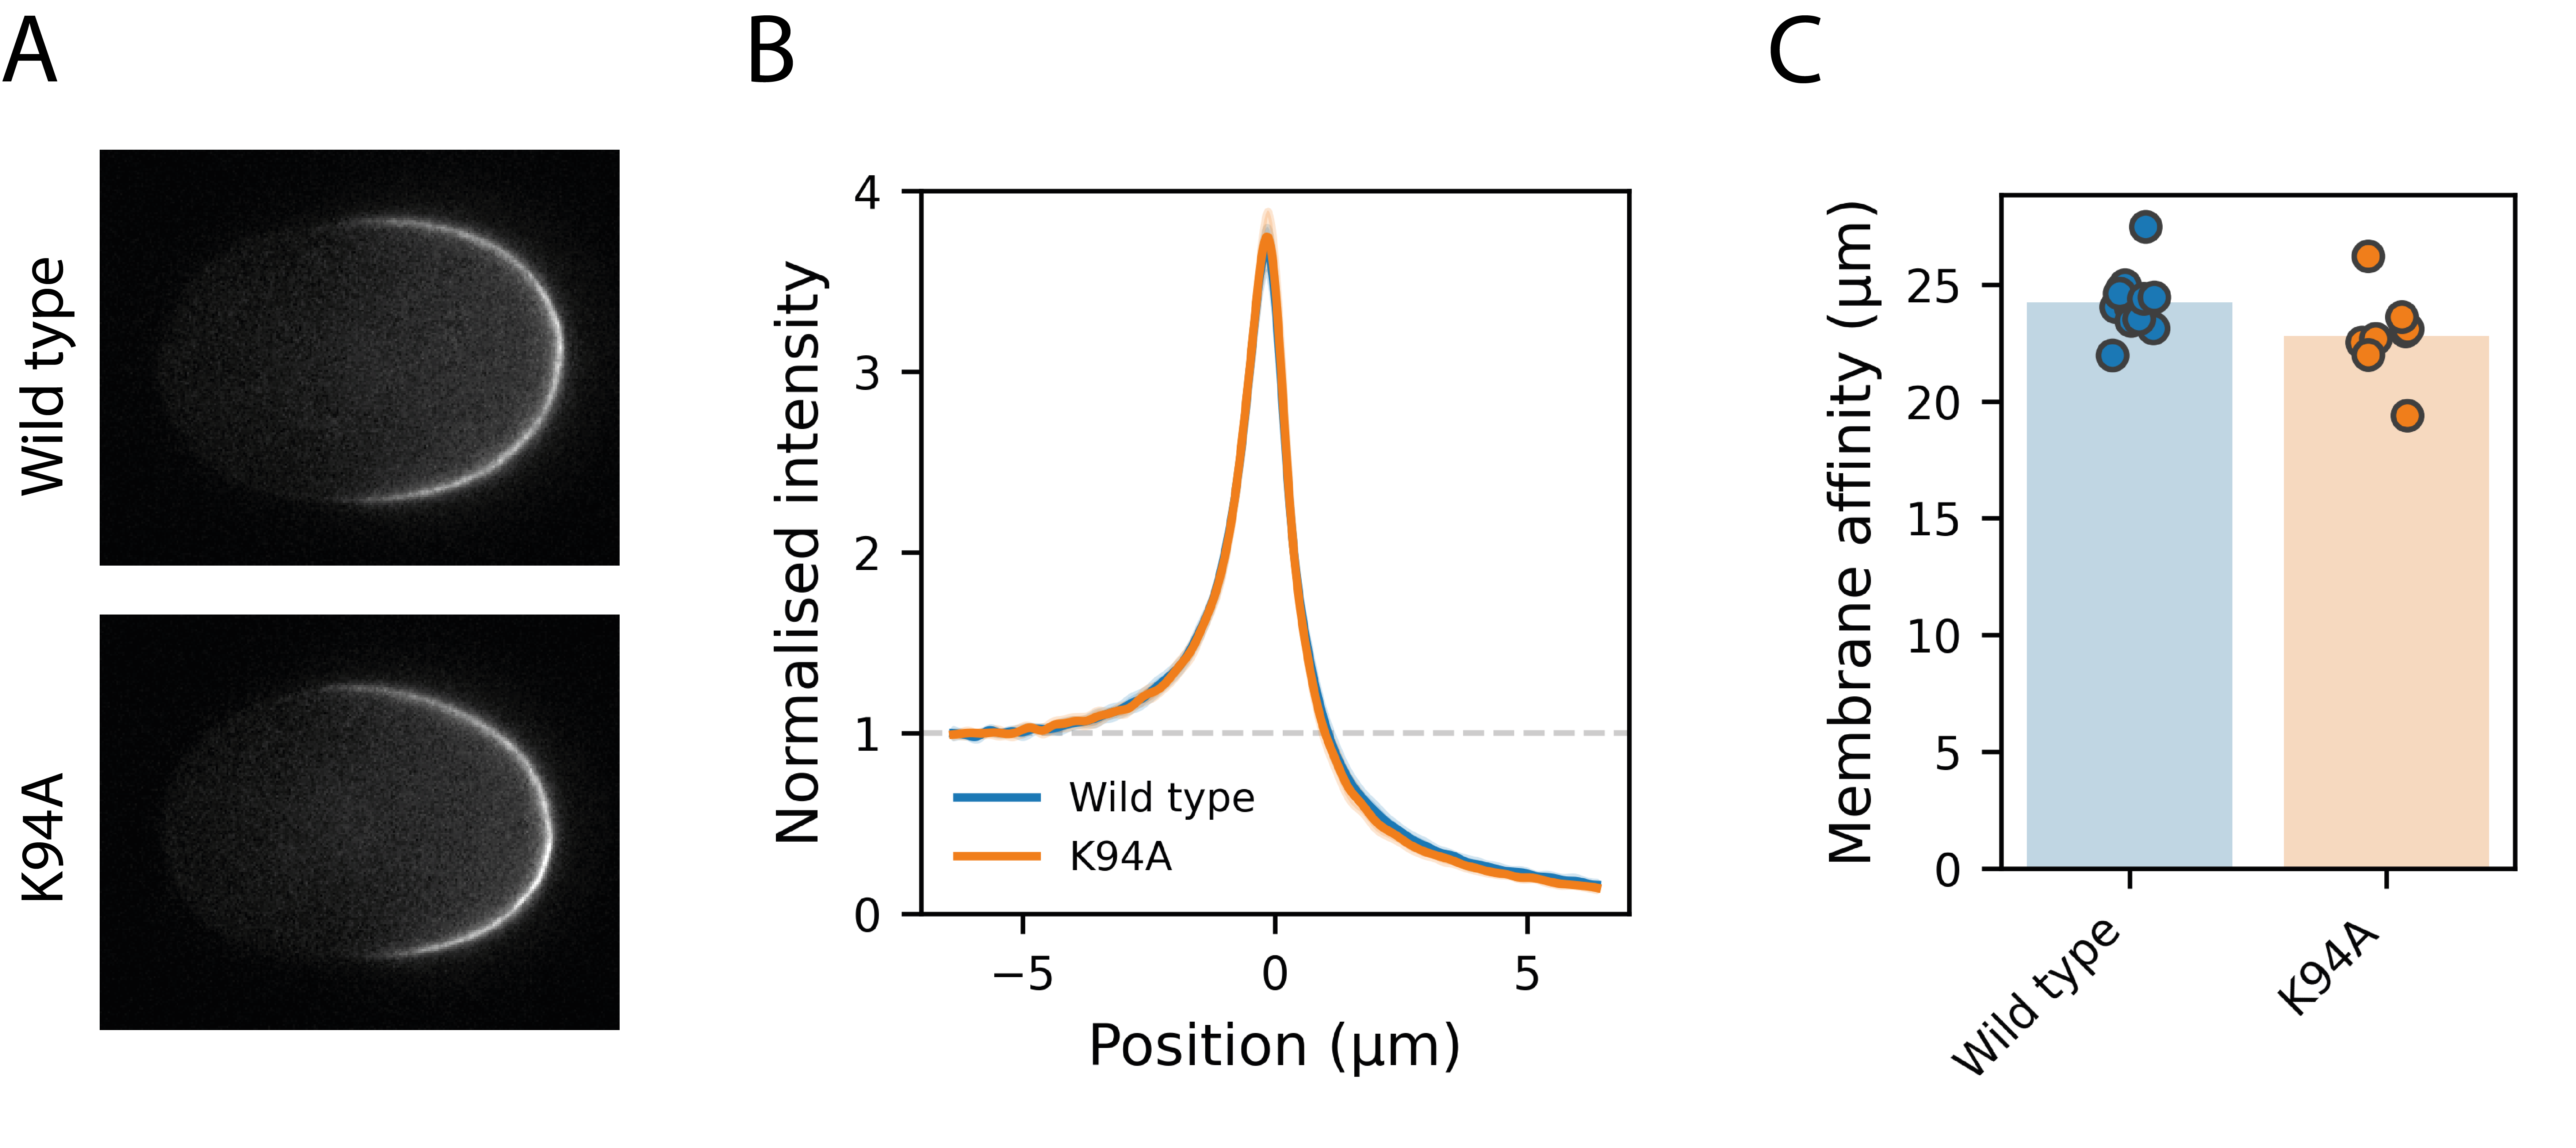 A
Wild type
K94A
B
Normalised intensity
4
3
2
1
0
Wild type
K94A
−5
0
5
Position (µm)
C
Membrane affinity (µm)
25
20
15
10
5
0
Wild type
K94A